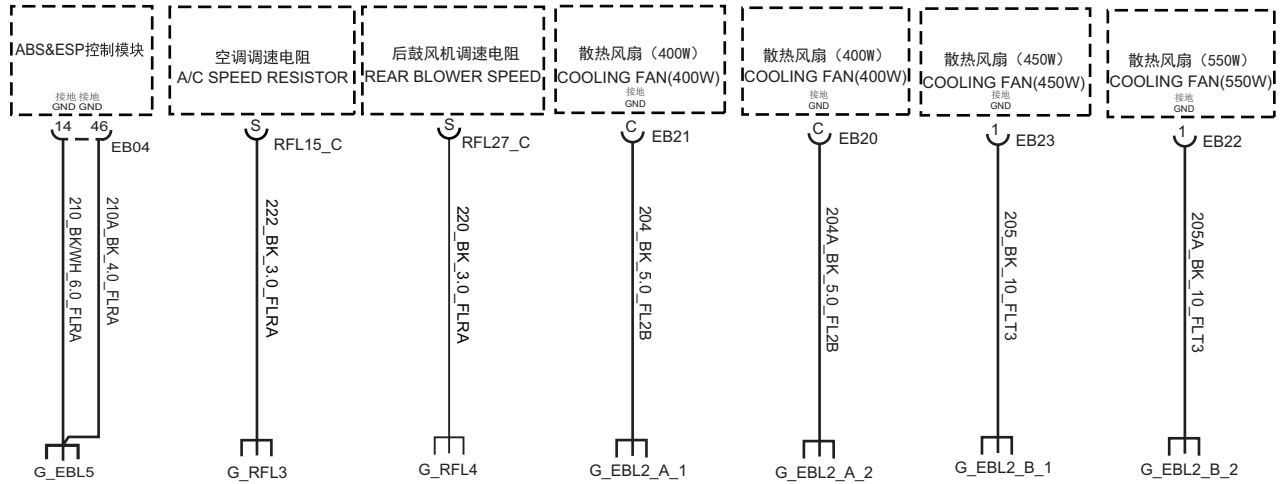 ABS&ESP控制模块
接地 接地
GND GND
14 46
EB04
210_BK/WH_6.0_FLRA
210A_BK_4.0_FLRA
G_EBL5
空调调速电阻
A/C SPEED RESISTOR
S
RFL15_C
222_BK_3.0_FLRA
G_RFL3
后鼓风机调速电阻
REAR BLOWER SPEED
S
RFL27_C
220_BK_3.0_FLRA
G_RFL4
散热风扇（400W）
COOLING FAN(400W)
接地
GND
C
EB21
204_BK_5.0_FL2B
G_EBL2_A_1
散热风扇（400W）
COOLING FAN(400W)
接地
GND
C
EB20
204A_BK_5.0_FL2B
G_EBL2_A_2
散热风扇（450W）
COOLING FAN(450W)
接地
GND
1
EB23
205_BK_10_FLT3
G_EBL2_B_1
散热风扇（550W）
COOLING FAN(550W)
接地
GND
1
EB22
205A_BK_10_FLT3
G_EBL2_B_2